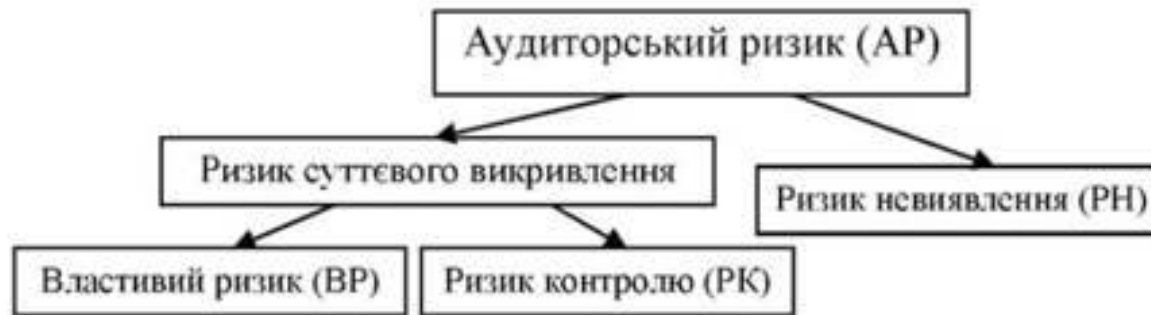 Аудиторський ризик (АР)
Ризик суттєвого викривлення
Ризик невиявлення (РН)
Властивий ризик (ВР)
Ризик контролю (РК)